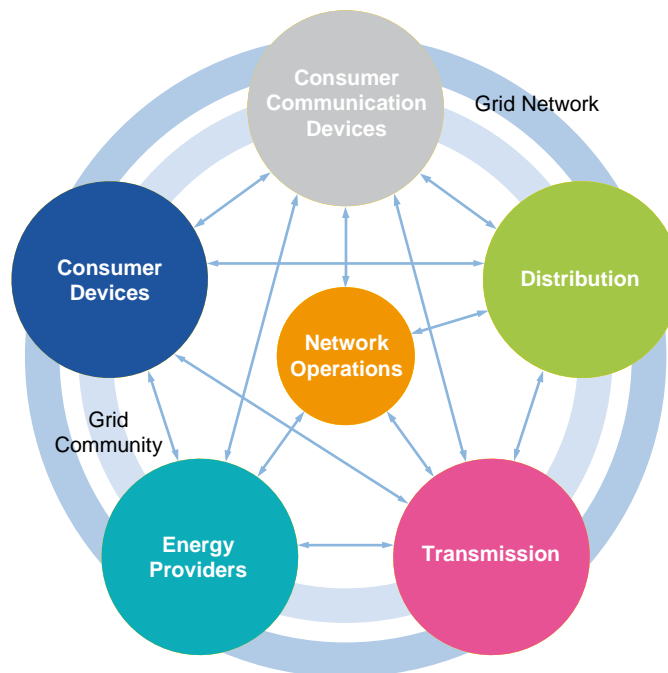 Consumer
Communication
Devices
Grid Network
Consumer
Devices
Distribution
Network
Operations
Grid
Community
Energy
Providers
Transmission